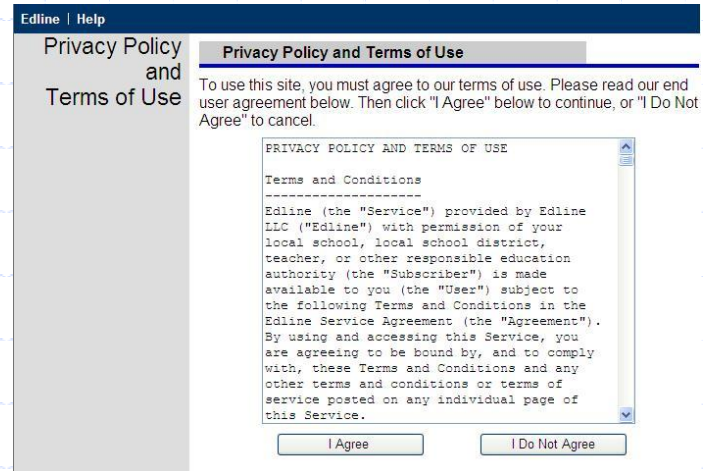 Edline | Help
Privacy Policy
and
Terms of Use
Privacy Policy and Terms of Use
To use this site, you must agree to our terms of use. Please read our end
user agreement below. Then click "I Agree" below to continue, or "I Do Not
Agree" to cancel.
PRIVACY POLICY AND TERMS OF USE
Terms and Conditions
---------------------
Edline (the "Service") provided by Edline
LLC ("Edline") with permission of your
local school, local school district,
teacher, or other responsible education
authority (the "Subscriber") is made
available to you (the "User") subject to
the following Terms and Conditions in the
Edline Service Agreement (the "Agreement").
By using and accessing this Service, you
are agreeing to be bound by, and to comply
with, these Terms and Conditions and any
other terms and conditions or terms of
service posted on any individual page of
this Service.
I Agree
I Do Not Agree